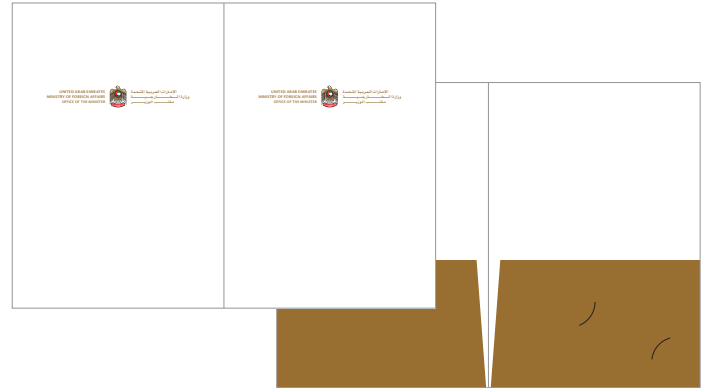 UNITED ARAB EMIRATES
MINISTRY OF FOREIGN AFFAIRS
OFFICE OF THE MINISTER
الإمارات العربية المتحدة
وزارة الخارجية
مكتب الوزير
UNITED ARAB EMIRATES
MINISTRY OF FOREIGN AFFAIRS
OFFICE OF THE MINISTER
الإمارات العربية المتحدة
وزارة الخارجية
مكتب الوزير